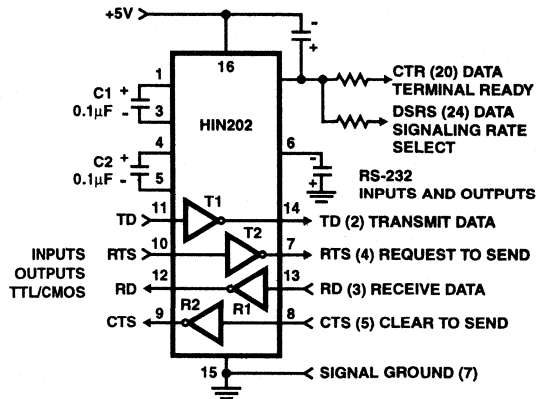 +5V
-
+
16
1
C1
+
0.1µF
-
3
HIN202
CTR (20) DATA
TERMINAL READY
DSRS (24) DATA
SIGNALING RATE
SELECT
4
C2
+
0.1µF
-
5
6
-
+
RS-232
INPUTS AND OUTPUTS
11
T1
14
TD
TD (2) TRANSMIT DATA
10
T2
7
INPUTS
OUTPUTS
TTL/CMOS
RTS
RTS (4) REQUEST TO SEND
12
13
RD
R1
RD (3) RECEIVE DATA
9
R2
8
CTS
CTS (5) CLEAR TO SEND
15
SIGNAL GROUND (7)